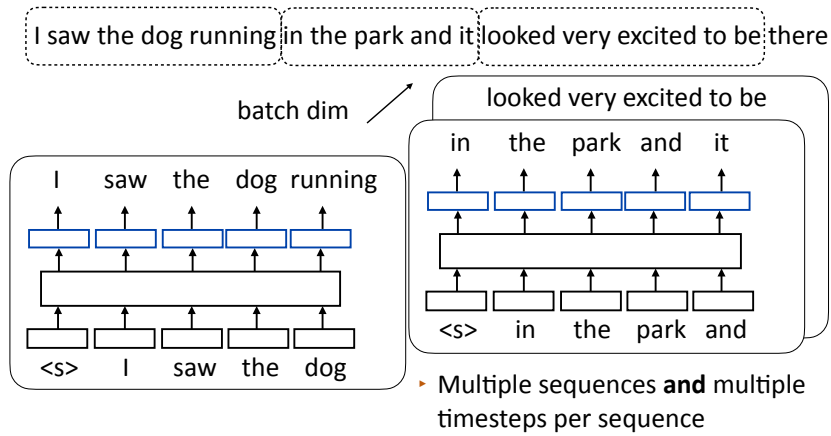 I saw the dog running in the park and it looked very excited to be there
batch dim
looked very excited to be
in the park and it
I saw the dog running
<s> in the park and
<s> I saw the dog
‣ Multiple sequences and multiple
timesteps per sequence